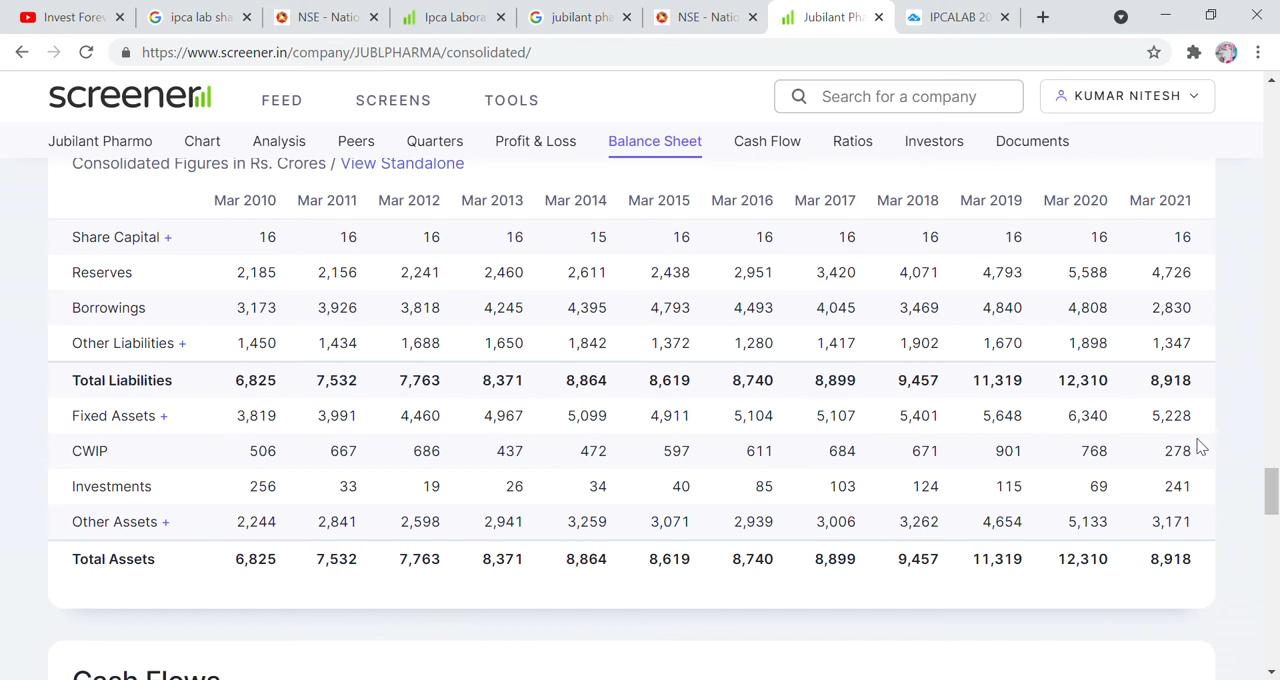 Invest Forev ipca lab sha NSE - Natio Ipca Labora jubilant pha NSE - Natio Jubilant Pha IPCALAB 20
https://www.screener.in/company/JUBLPHARMA/consolidated/
screener FEED SCREENS TOOLS Search for a company KUMAR NITESH
Jubilant Pharmo Chart Analysis Peers Quarters Profit & Loss Balance Sheet Cash Flow Ratios Investors Documents
Consolidated Figures in Rs. Crores / View Standalone
Mar 2010 Mar 2011 Mar 2012 Mar 2013 Mar 2014 Mar 2015 Mar 2016 Mar 2017 Mar 2018 Mar 2019 Mar 2020 Mar 2021
Share Capital + 16 16 16 16 15 16 16 16 16 16 16 16
Reserves 2,185 2,156 2,241 2,460 2,611 2,438 2,951 3,420 4,071 4,793 5,588 4,726
Borrowings 3,173 3,926 3,818 4,245 4,395 4,793 4,493 4,045 3,469 4,840 4,808 2,830
Other Liabilities + 1,450 1,434 1,688 1,650 1,842 1,372 1,280 1,417 1,902 1,670 1,898 1,347
Total Liabilities 6,825 7,532 7,763 8,371 8,864 8,619 8,740 8,899 9,457 11,319 12,310 8,918
Fixed Assets + 3,819 3,991 4,460 4,967 5,099 4,911 5,104 5,107 5,401 5,648 6,340 5,228
CWIP 506 667 686 437 472 597 611 684 671 901 768 278
Investments 256 33 19 26 34 40 85 103 124 115 69 241
Other Assets + 2,244 2,841 2,598 2,941 3,259 3,071 2,939 3,006 3,262 4,654 5,133 3,171
Total Assets 6,825 7,532 7,763 8,371 8,864 8,619 8,740 8,899 9,457 11,319 12,310 8,918
Cash Flows